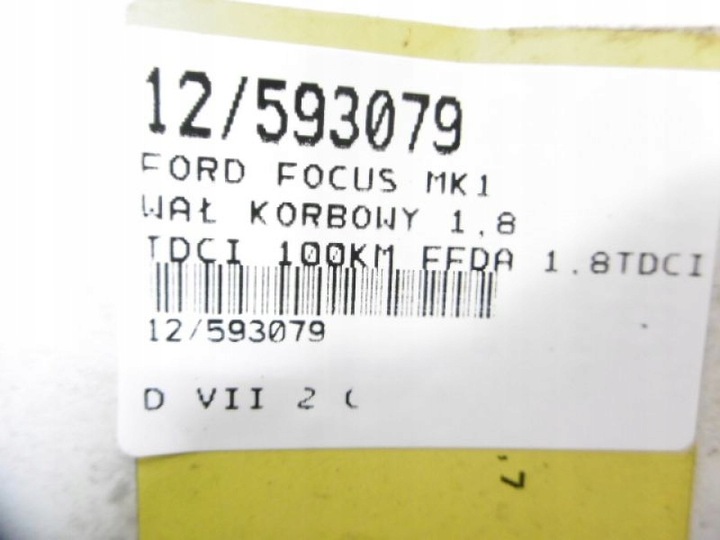 12/593079
FORD FOCUS MK1
WAŁ KORBOWY 1.8
TDCI 100KM FFDA 1.8TDCI
12/593079
D VII 2